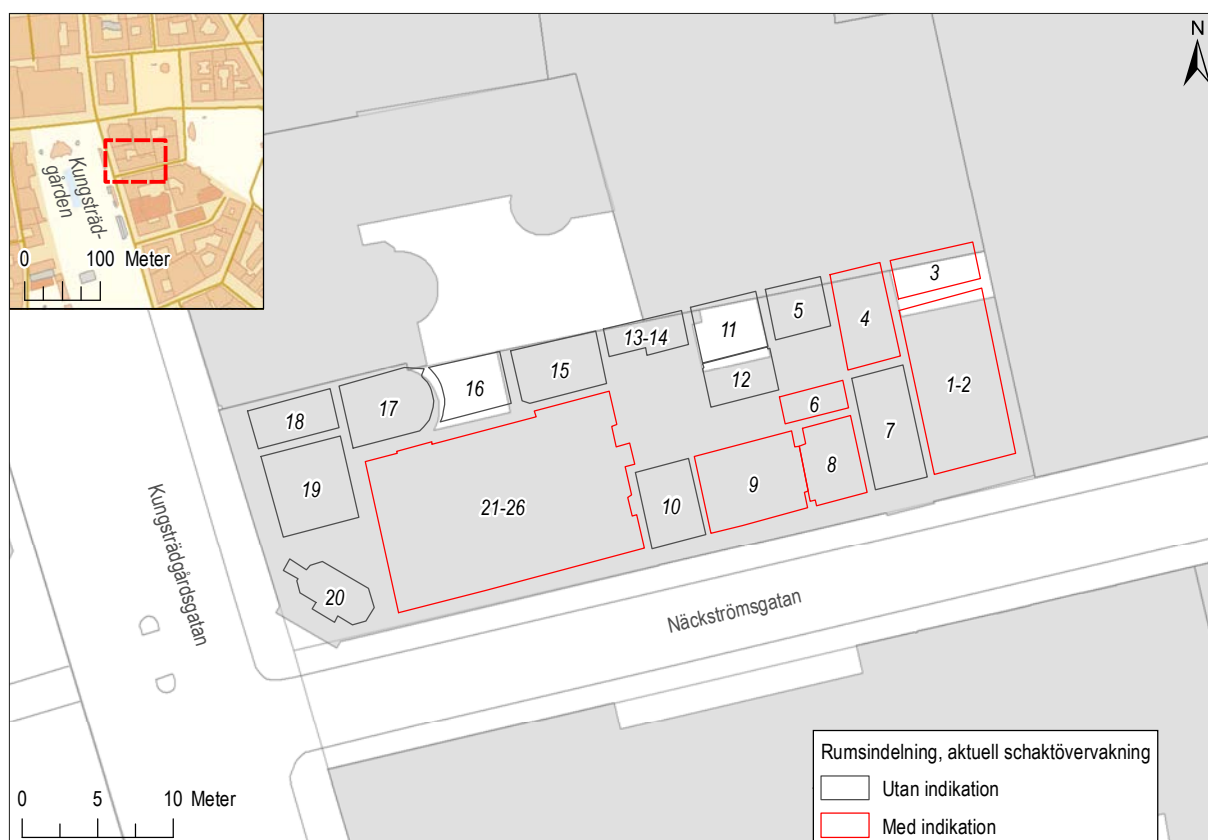 N
Kungsträd-
gården
0 100 Meter
3
4
5
11
13-14
12
1-2
15
16
6
17
7
18
8
9
19
10
21-26
20
Kungsträdgårdsgatan
Näckströmsgatan
Rumsindelning, aktuell schaktövervakning
Utan indikation
Med indikation
0 5 10 Meter